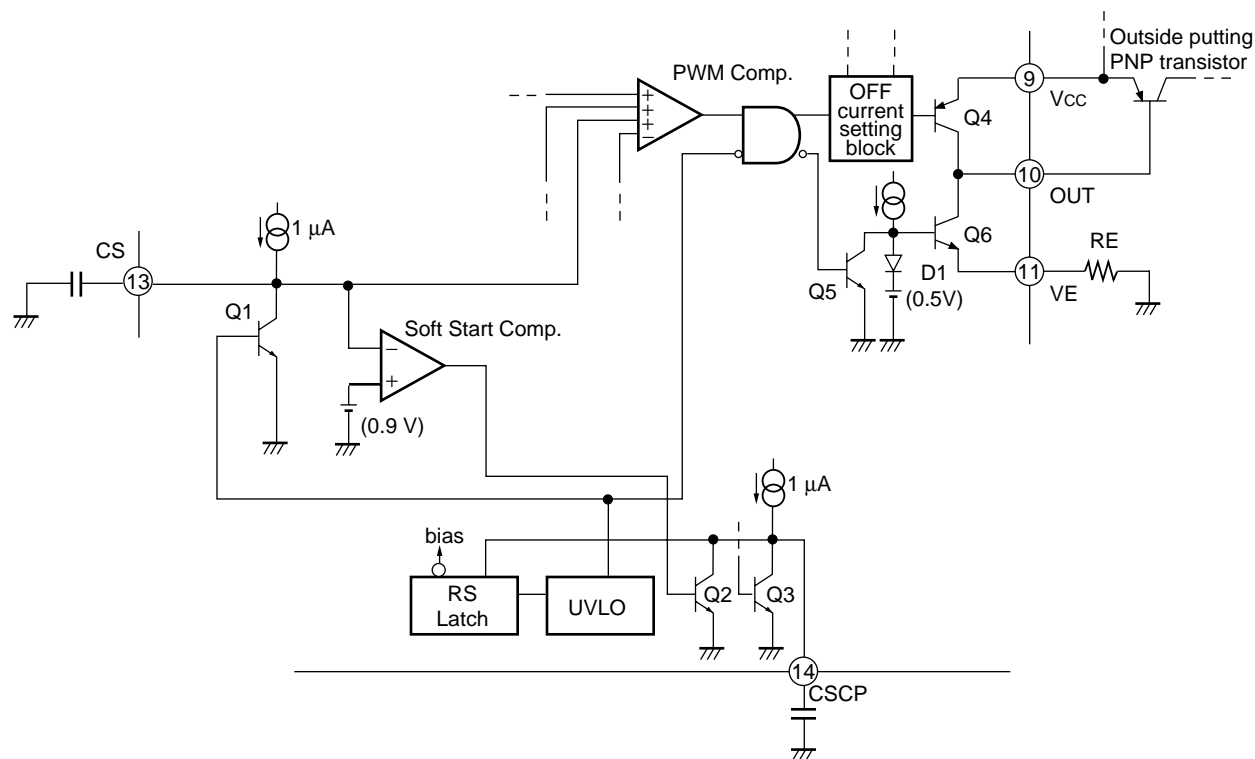 Outside putting
PNP transistor
PWM Comp.
+
+
+
−
OFF
current
setting
block
9
VCC
Q4
10
OUT
1 μA
CS
13
Q6
RE
11
VE
D1
(0.5V)
Q5
Q1
Soft Start Comp.
−
+
(0.9 V)
1 μA
bias
RS
Latch
UVLO
Q2
Q3
14
CSCP